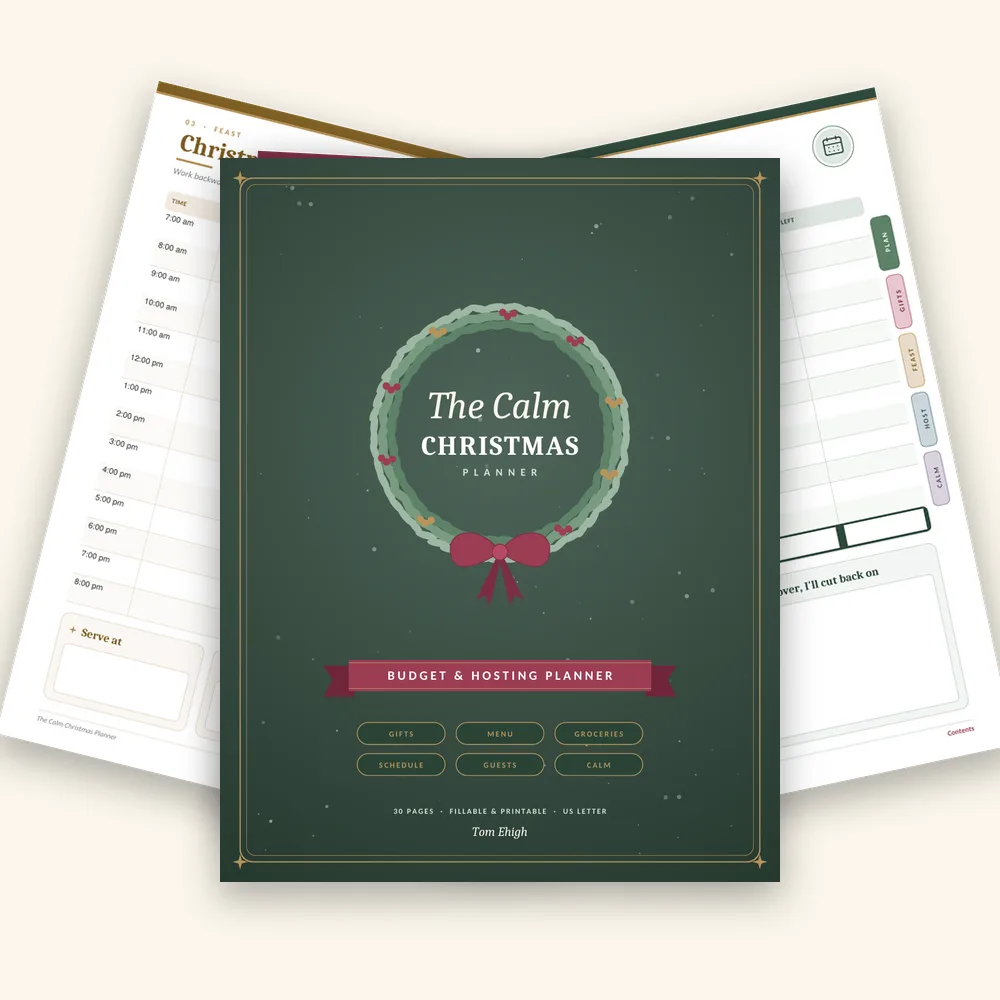 03 · FEAST
Work
TIME
7:00 am
8:00 am
9:00 am
10:00 am
11:00 am
12:00 pm
1:00 pm
2:00 pm
3:00 pm
4:00 pm
5:00 pm
6:00 pm
7:00 pm
8:00 pm
Serve at
The Calm Christmas Planner
The Calm
CHRISTMAS
PLANNER
BUDGET & HOSTING PLANNER
GIFTS
MENU
GROCERIES
SCHEDULE
GUESTS
CALM
30 PAGES · FILLABLE & PRINTABLE · US LETTER
Tom Ehigh
LEFT
PLAN
GIFTS
FEAST
HOST
CALM
over, I'll cut back on
Contents